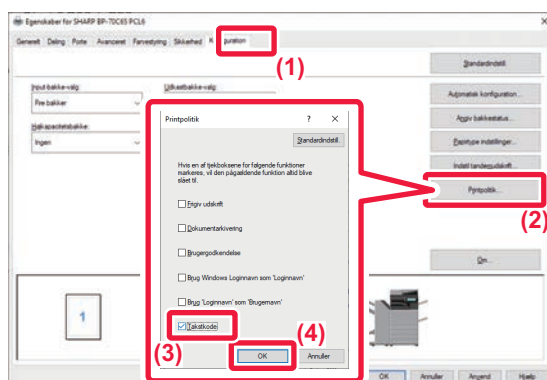 Egenskaber for SHARP BP-70C65 PCL6
Generelt Deling Porte Avanceret Farvestyring Sikkerhed K guration
(1)
Standardindstil.
Input bakke-valg: Udkastbakke-valg:
Fire bakker
Automatisk konfiguration...
Højkapacitetsbakke:
Angiv bakkestatus...
Ingen
Papirtype indstillinger...
Indstil tandemudskrift...
Printpolitik...
(2)
Om...
Printpolitik ? ×
Standardindstil.
Hvis en af tjekboksene for følgende funktioner
markeres, vil den pågældende funktion altid blive
slået til.
Frigiv udskrift
Dokumentarkivering
Brugergodkendelse
Brug Windows Loginnavn som 'Loginnavn'
Brug 'Loginnavn' som 'Brugernavn'
Takstkode
(3)
(4)
OK Annuller
1
OK Annuller Anvend Hjælp